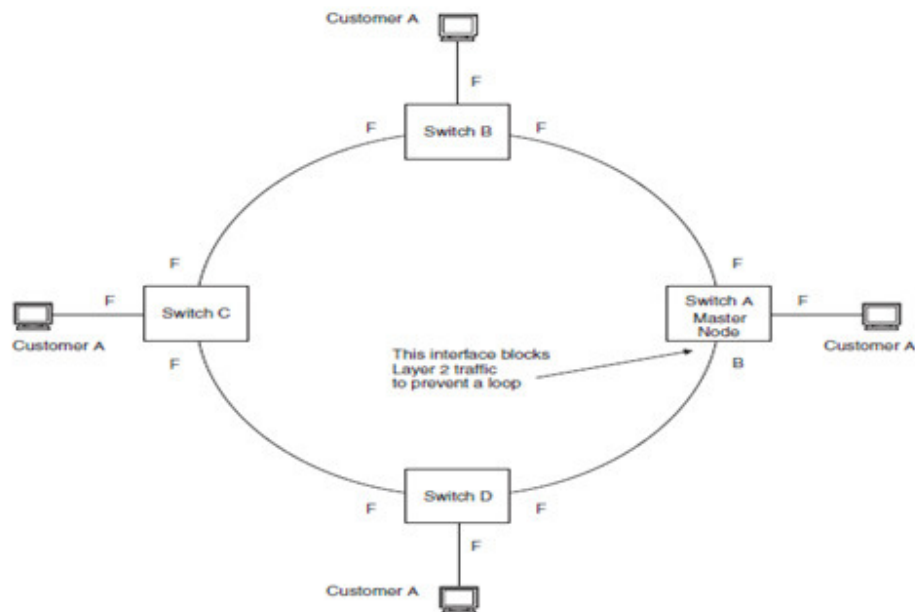 Customer A
F
F
Switch B
F
F
F
F
Switch C
Customer A
F
Switch A
Master
Node
F
Customer A
B
This interface blocks
Layer 2 traffic
to prevent a loop
Switch D
F
F
F
Customer A